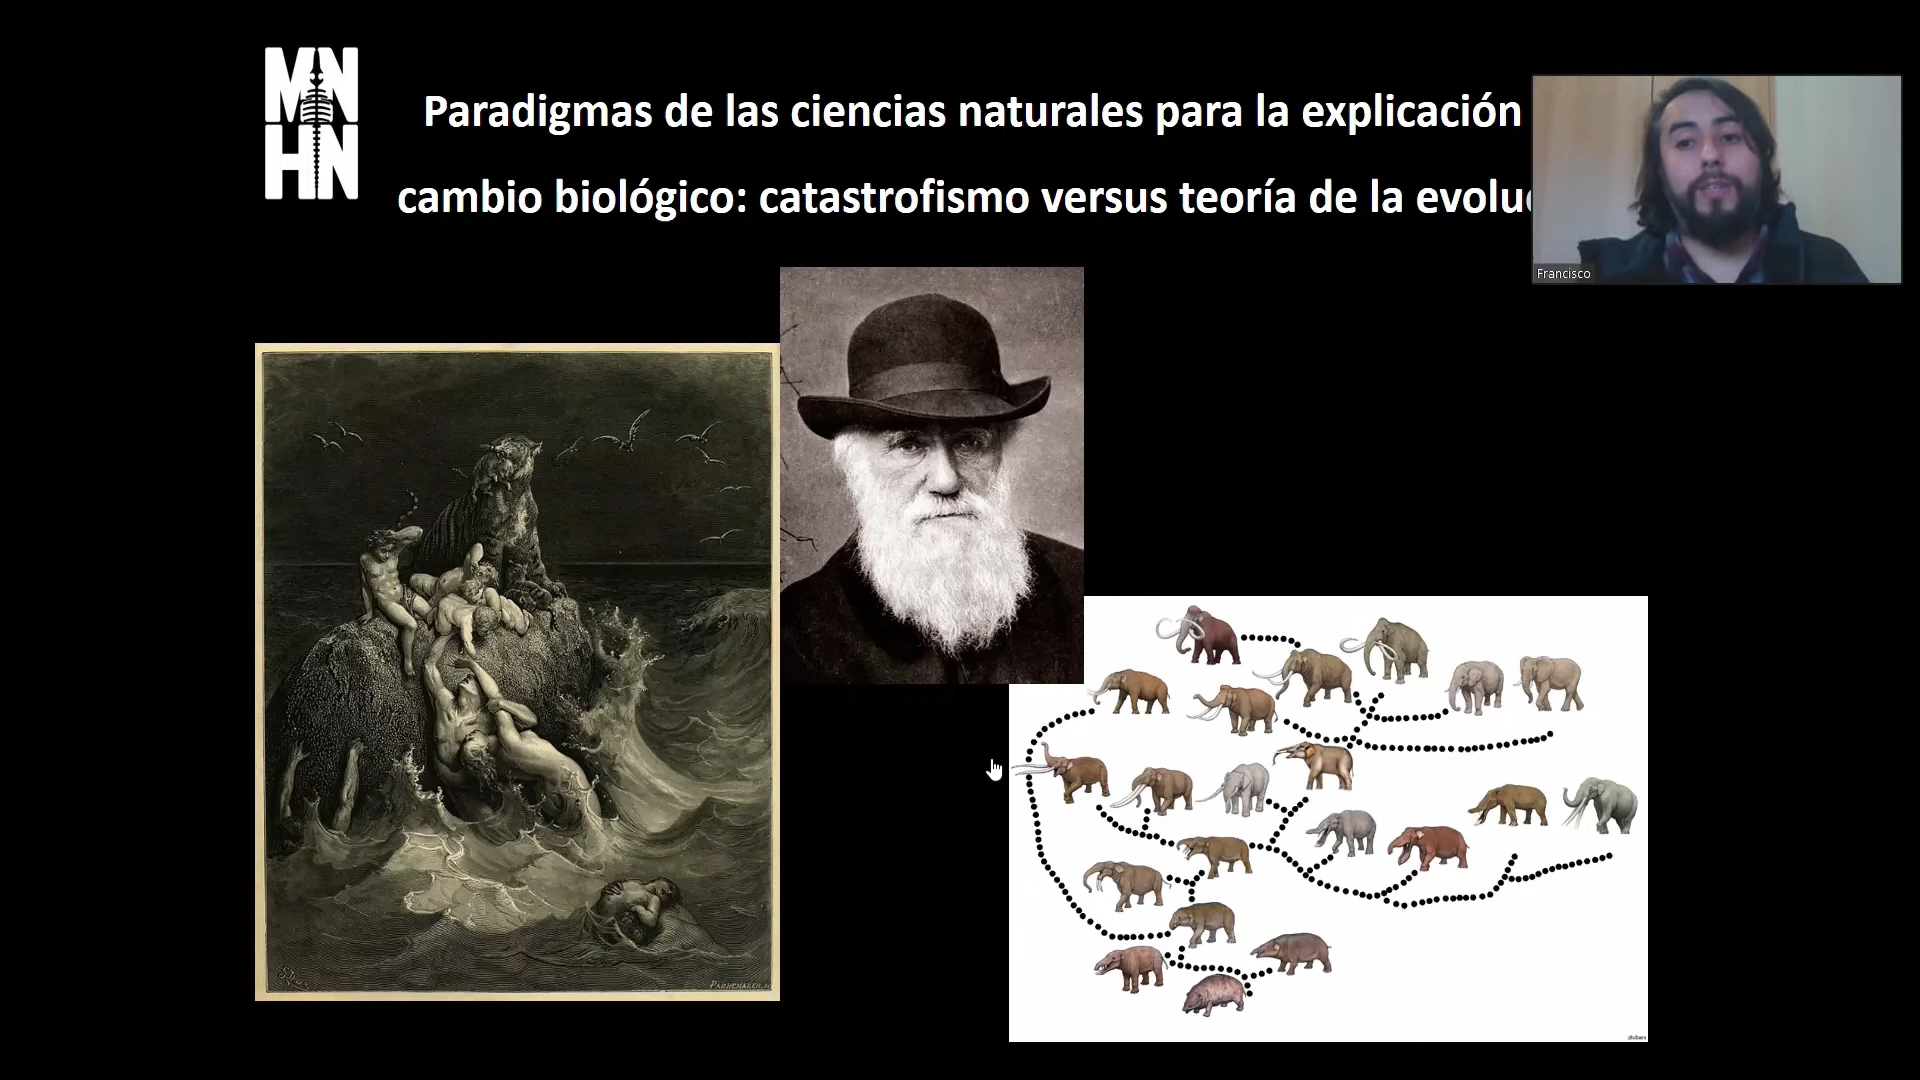 MN
HN
Paradigmas de las ciencias naturales para la explicación
cambio biológico: catastrofismo versus teoría de la evolu
Francisco